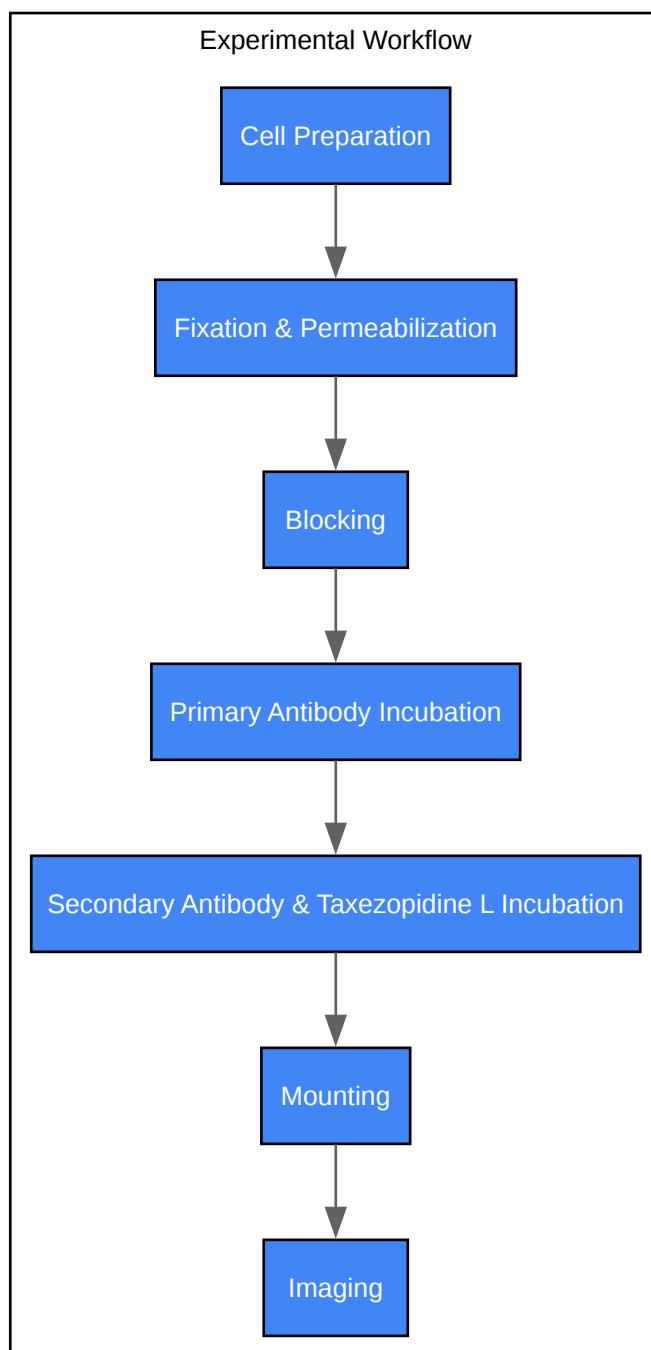 Experimental Workflow
Cell Preparation
Fixation & Permeabilization
Blocking
Primary Antibody Incubation
Secondary Antibody & Taxezopidine L Incubation
Mounting
Imaging